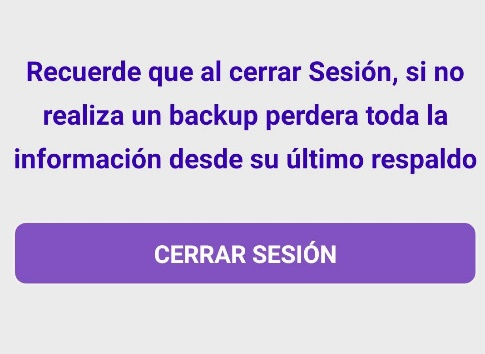 Recuerde que al cerrar Sesión, si no
realiza un backup perdera toda la
información desde su último respaldo
CERRAR SESIÓN